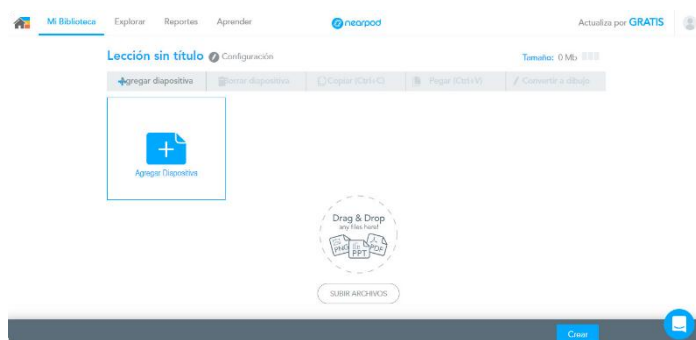 Mi Biblioteca Explorar Reportes Aprender nearpod Actualiza por GRATIS
Lección sin título Configuración Tamaño: 0 Mb
Agregar diapositiva Borrar diapositiva Copiar (Ctrl+C) Pegar (Ctrl+V) Convertir a dibujo
Agregar Diapositiva
Drag & Drop
any files here!
PNG PPT PDF
SUBIR ARCHIVOS
Crear